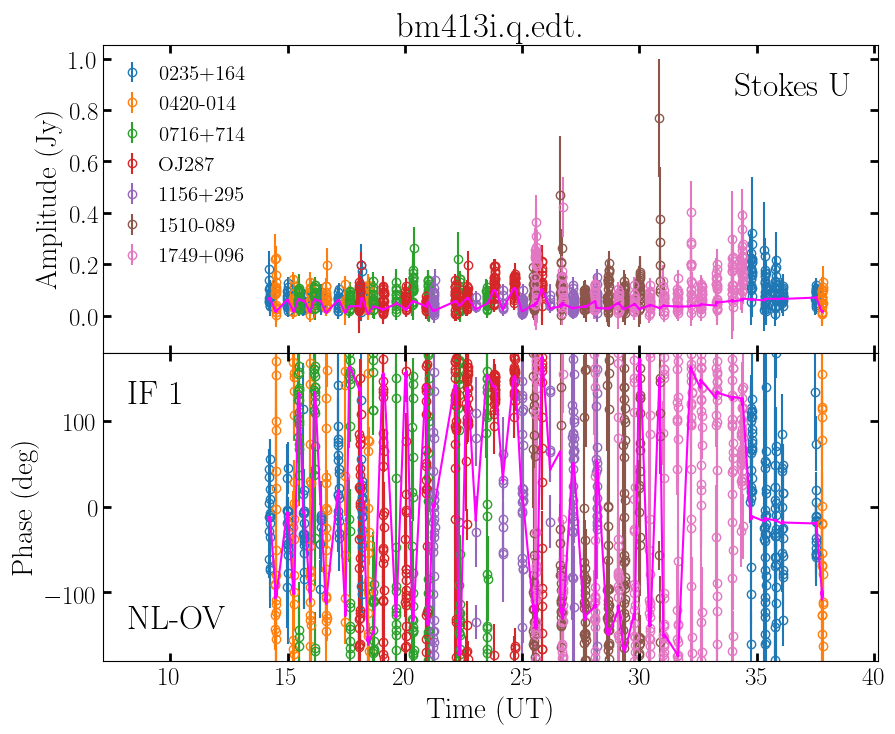 bm413i.q.edt.
Stokes U
Amplitude (Jy)
1.0
0.8
0.6
0.4
0.2
0.0
0235+164
0420-014
0716+714
OJ287
1156+295
1510-089
1749+096
IF 1
NL-OV
Phase (deg)
100
0
−100
10
15
20
25
30
35
40
Time (UT)